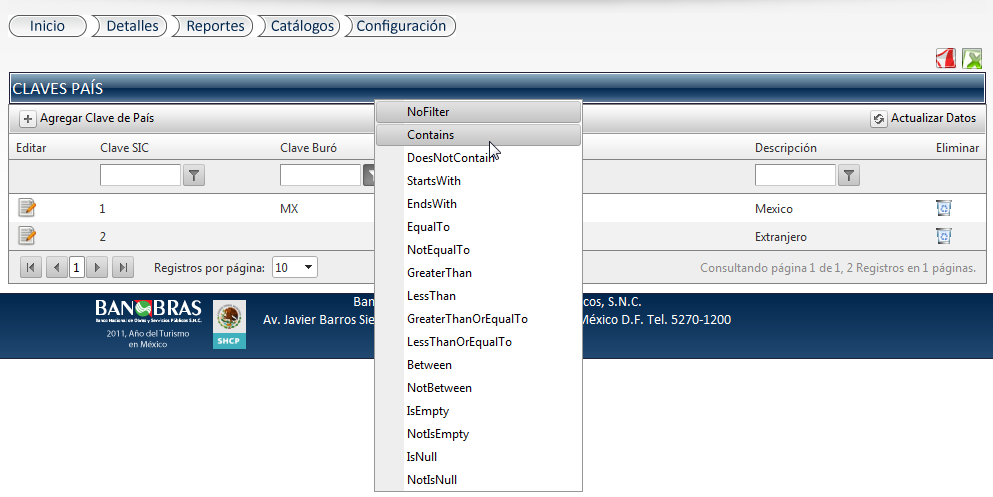 Inicio
Detalles
Reportes
Catálogos
Configuración
CLAVES PAÍS
Agregar Clave de País
Actualizar Datos
Editar
Clave SIC
Clave Buró
Descripción
Eliminar
1
MX
Mexico
2
Extranjero
1
Registros por página:
10
Consultando página 1 de 1, 2 Registros en 1 páginas.
NoFilter
Contains
DoesNotContain
StartsWith
EndsWith
EqualTo
NotEqualTo
GreaterThan
LessThan
GreaterThanOrEqualTo
LessThanOrEqualTo
Between
NotBetween
IsEmpty
NotIsEmpty
IsNull
NotIsNull
BANOBRAS
Banco Nacional de Obras y Servicios Públicos S.N.C.
2011, Año del Turismo
en México
SHCP
Ban cos, S.N.C.
Av. Javier Barros Sie México D.F. Tel. 5270-1200